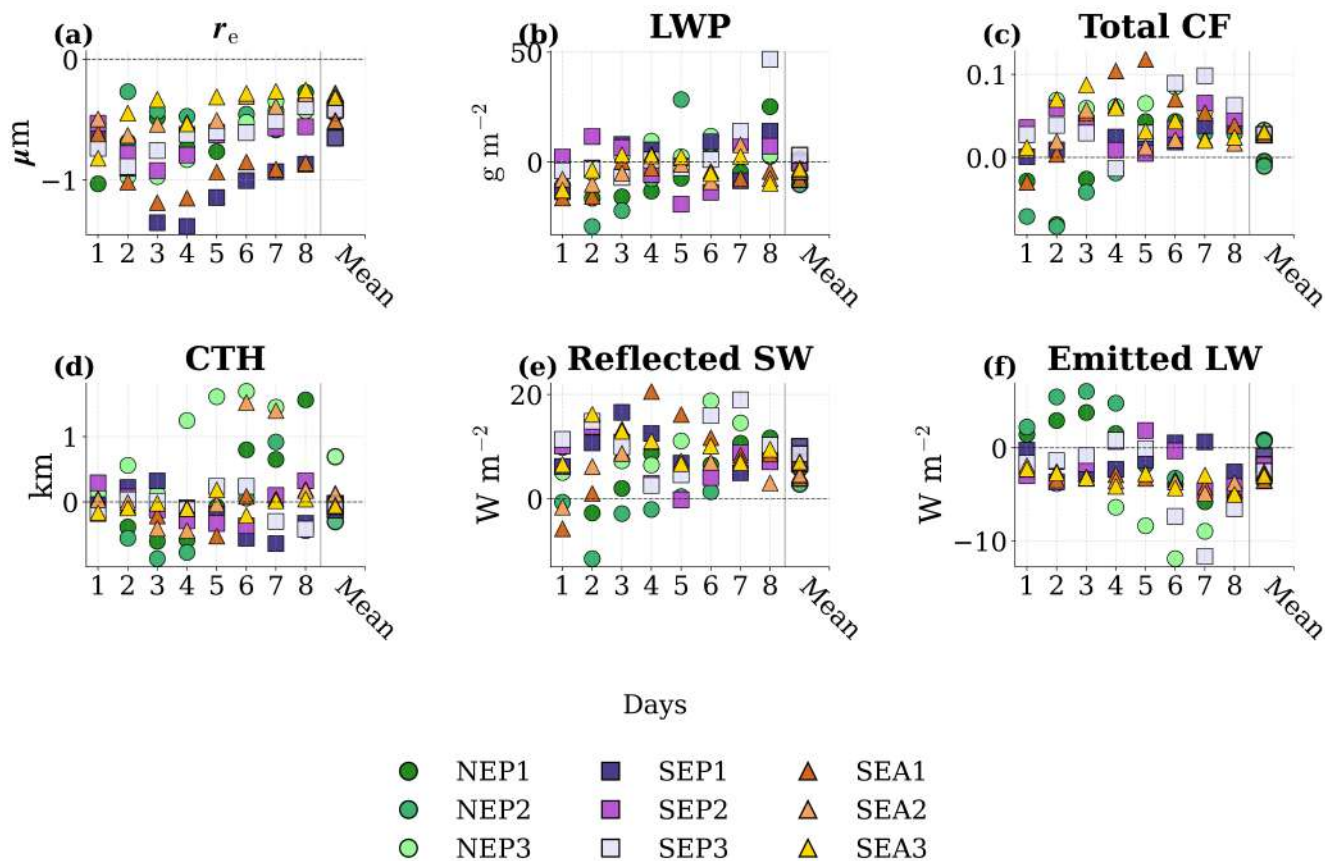 (a) rₑ
0
−1
μm
1 2 3 4 5 6 7 8 Mean
(b) LWP
50
0
g m⁻²
1 2 3 4 5 6 7 8 Mean
(c) Total CF
0.1
0.0
1 2 3 4 5 6 7 8 Mean
(d) CTH
1
0
km
1 2 3 4 5 6 7 8 Mean
(e) Reflected SW
20
0
W m⁻²
1 2 3 4 5 6 7 8 Mean
(f) Emitted LW
0
−10
W m⁻²
1 2 3 4 5 6 7 8 Mean
Days
NEP1 SEP1 SEA1
NEP2 SEP2 SEA2
NEP3 SEP3 SEA3